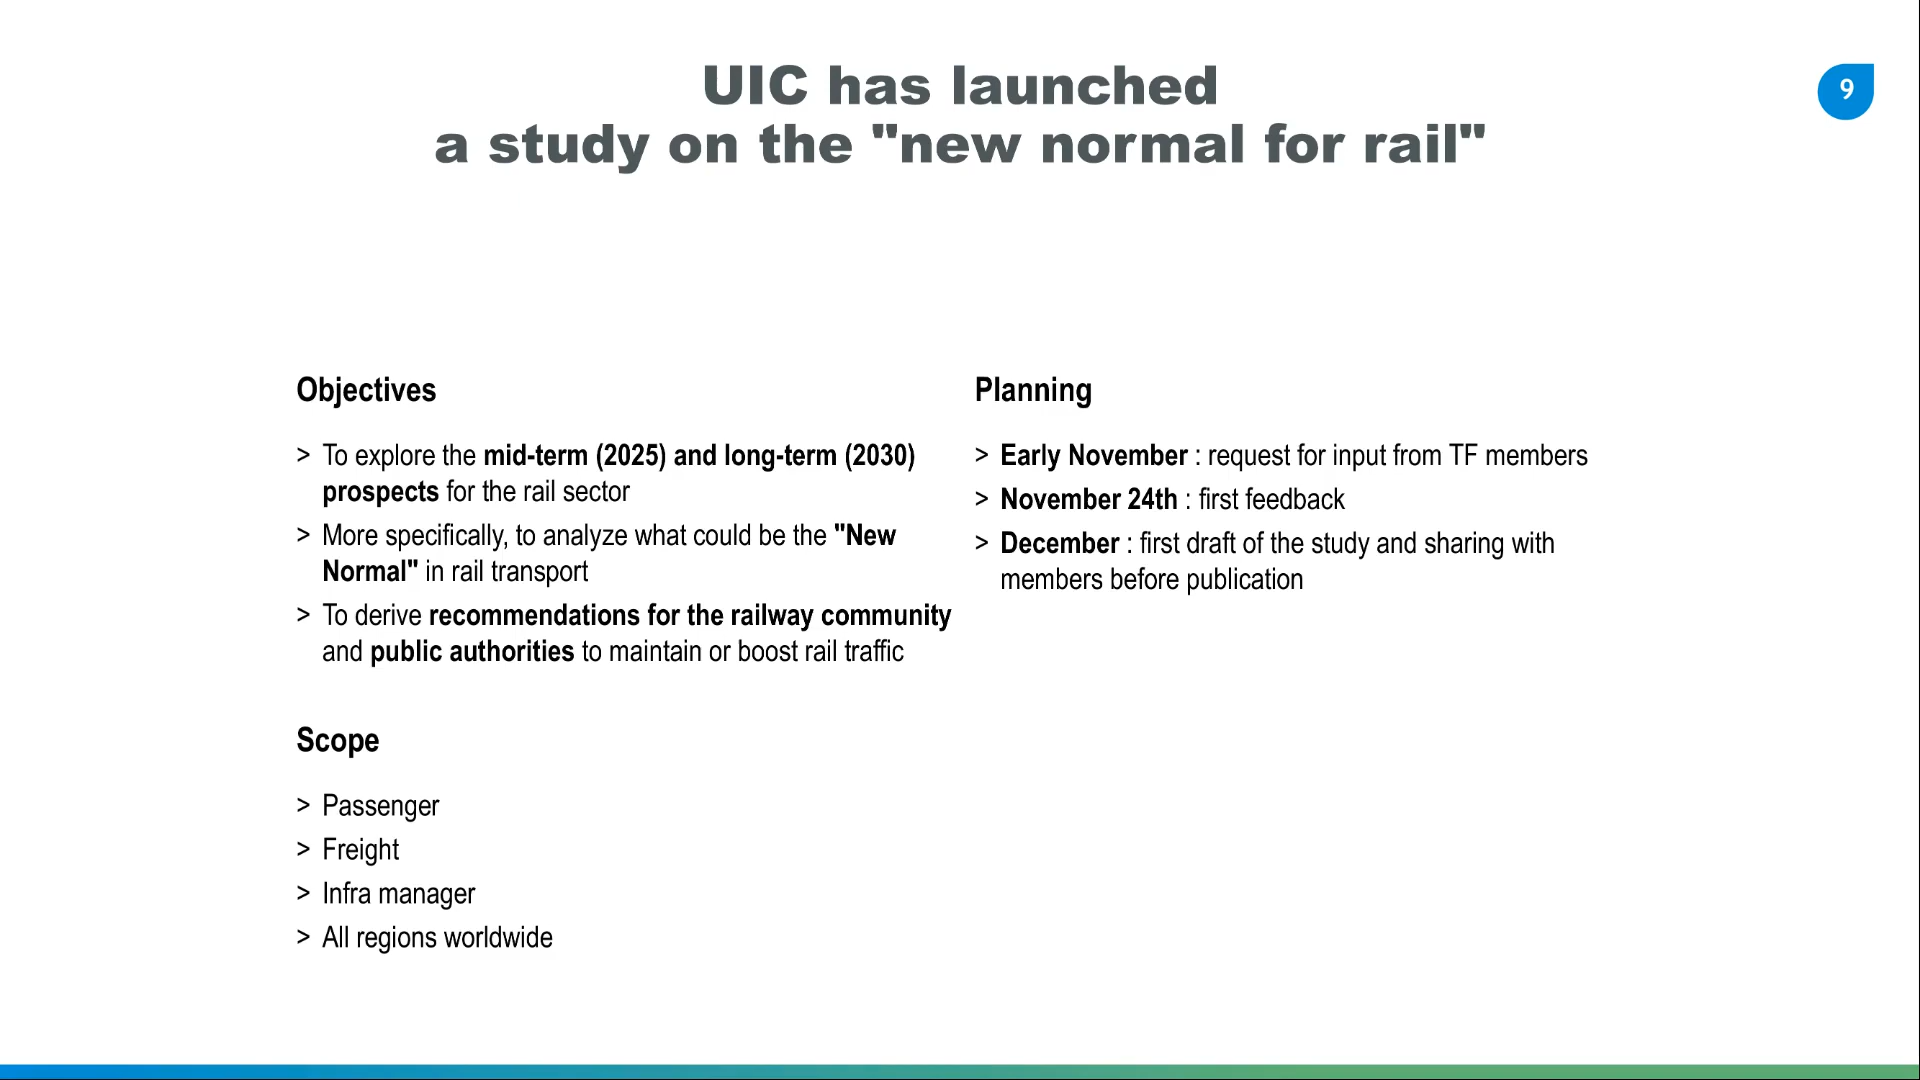 UIC has launched
a study on the "new normal for rail"
9
Objectives
> To explore the mid-term (2025) and long-term (2030)
prospects for the rail sector
> More specifically, to analyze what could be the "New
Normal" in rail transport
> To derive recommendations for the railway community
and public authorities to maintain or boost rail traffic
Scope
> Passenger
> Freight
> Infra manager
> All regions worldwide
Planning
> Early November : request for input from TF members
> November 24th : first feedback
> December : first draft of the study and sharing with
members before publication